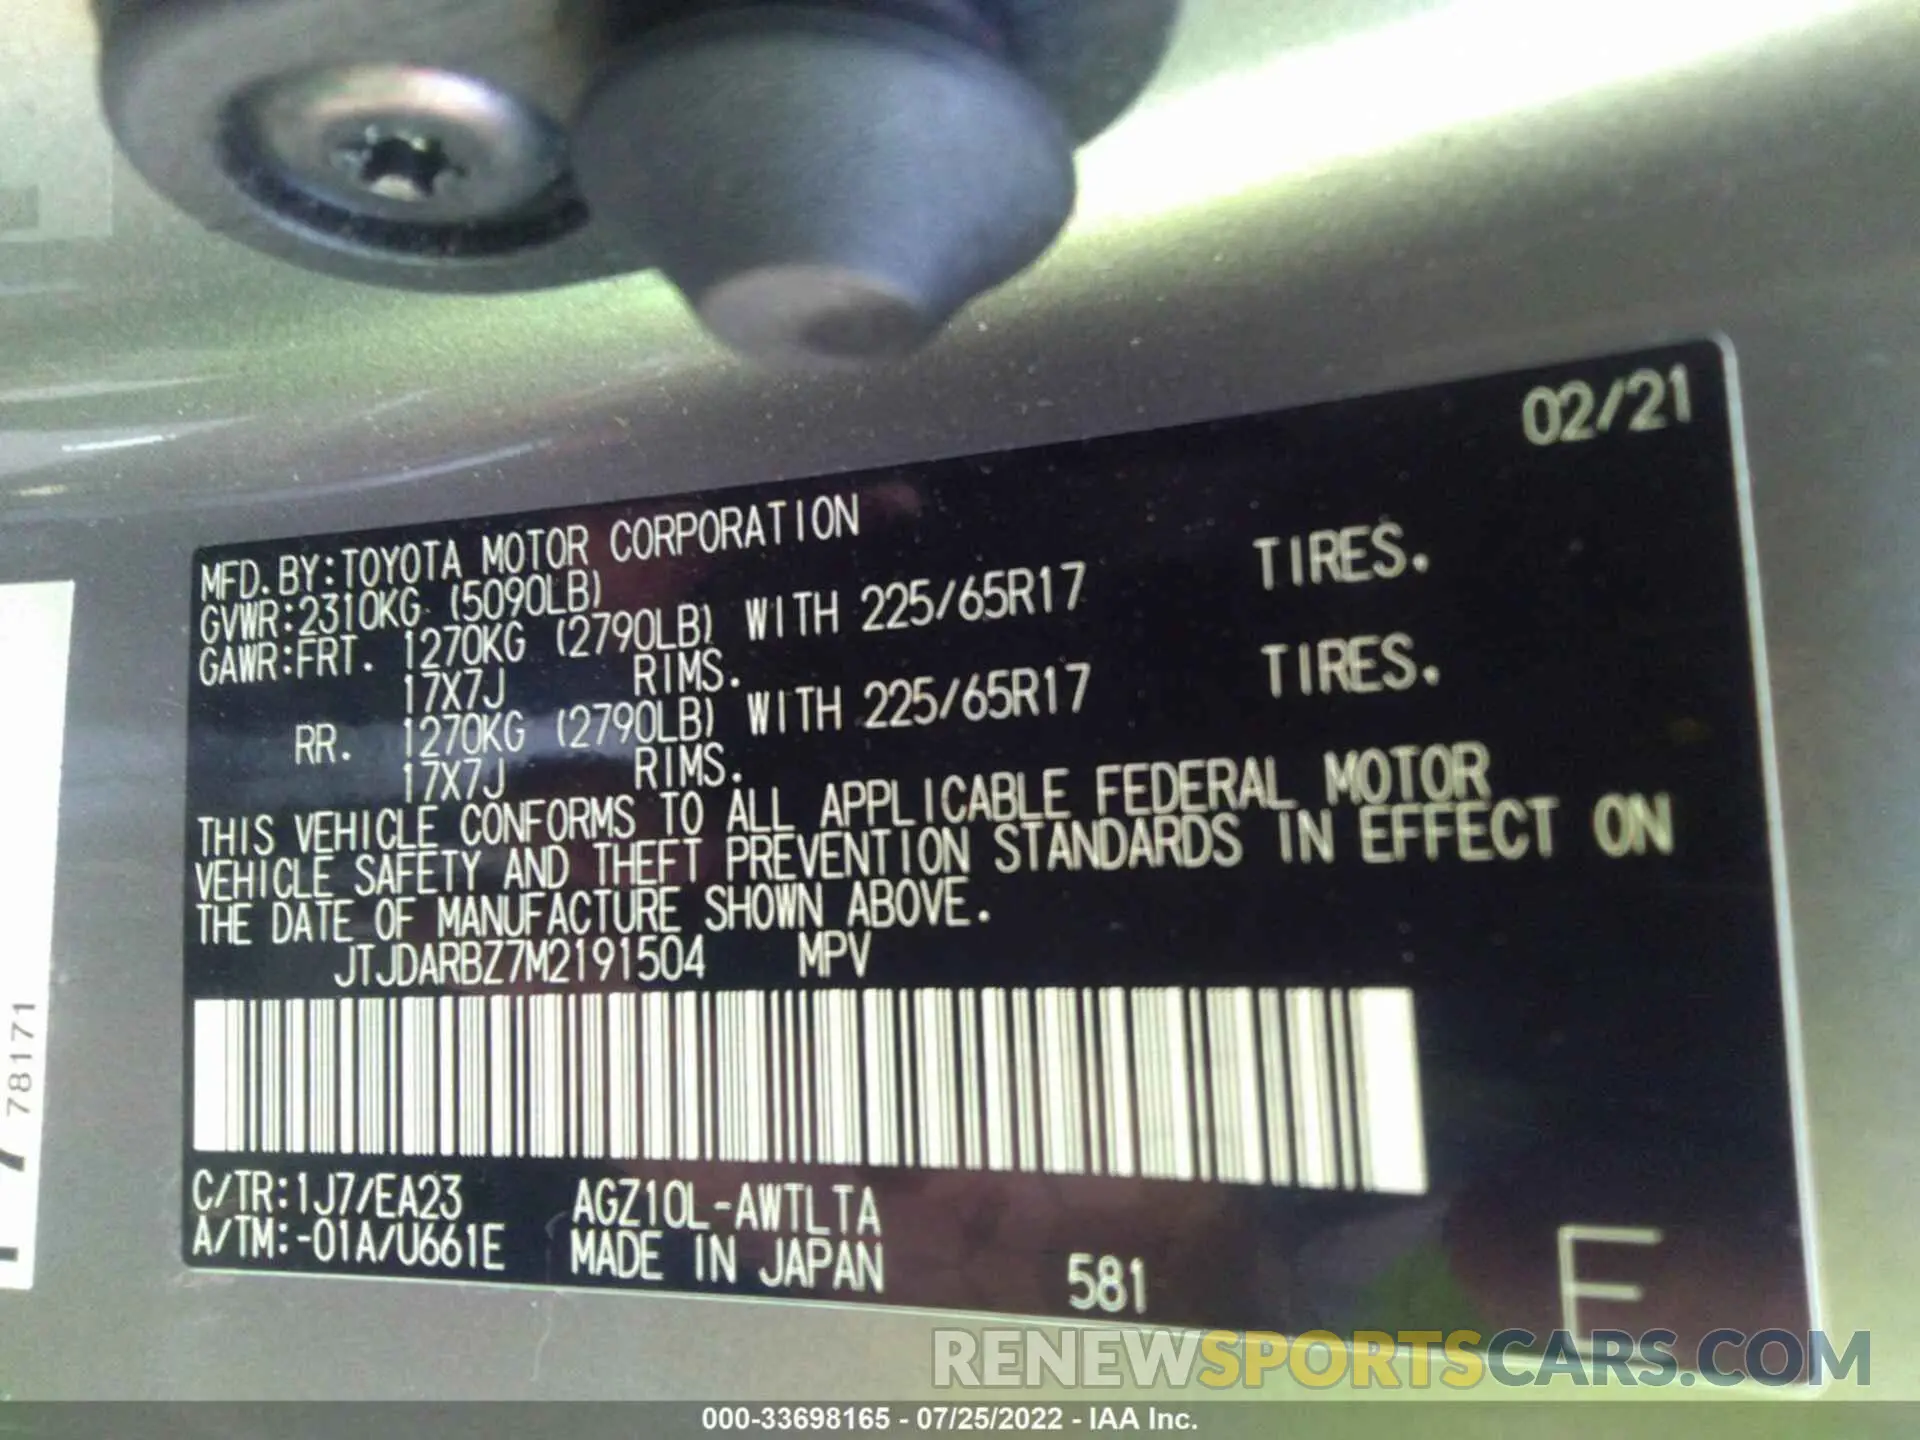 02/21
MFD.BY:TOYOTA MOTOR CORPORATION
GVWR:2310KG (5090LB)
GAWR:FRT. 1270KG (2790LB) WITH 225/65R17 TIRES.
17X7J RIMS.
RR. 1270KG (2790LB) WITH 225/65R17 TIRES.
17X7J RIMS.
THIS VEHICLE CONFORMS TO ALL APPLICABLE FEDERAL MOTOR
VEHICLE SAFETY AND THEFT PREVENTION STANDARDS IN EFFECT ON
THE DATE OF MANUFACTURE SHOWN ABOVE.
JTJDARBZ7M2191504 MPV
C/TR:1J7/EA23 AGZ10L-AWTLTA
A/TM:-01A/U661E MADE IN JAPAN 581
78171
RENEWSPORTSCARS.COM
000-33698165 - 07/25/2022 - IAA Inc.